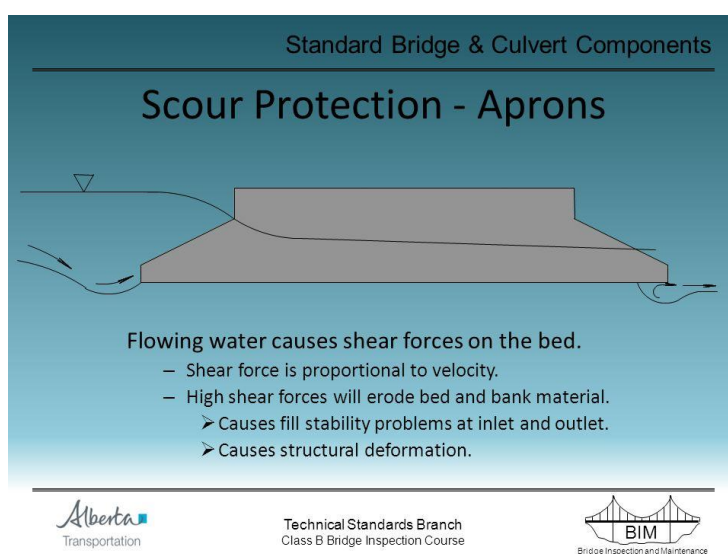 Standard Bridge & Culvert Components
Scour Protection - Aprons
Flowing water causes shear forces on the bed.
– Shear force is proportional to velocity.
– High shear forces will erode bed and bank material.
➢ Causes fill stability problems at inlet and outlet.
➢ Causes structural deformation.
Alberta
Transportation
Technical Standards Branch
Class B Bridge Inspection Course
BIM
Bridge Inspection and Maintenance